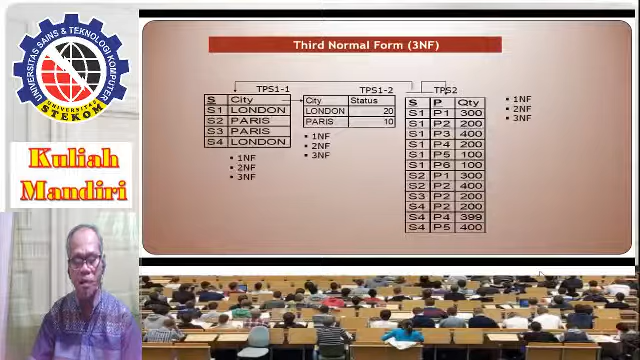 UNIVERSITAS SAINS & TEKNOLOGI KOMPUTER
UNIVERSITAS
STEKOM
Kuliah
Mandiri
Third Normal Form (3NF)
TPS1-1
S City
S1 LONDON
S2 PARIS
S3 PARIS
S4 LONDON
• 1NF
• 2NF
• 3NF
TPS1-2
City Status
LONDON 20
PARIS 10
• 1NF
• 2NF
• 3NF
TPS2
S P Qty
S1 P1 300
S1 P2 200
S1 P3 400
S1 P4 200
S1 P5 100
S1 P6 100
S2 P1 300
S2 P2 400
S3 P2 200
S4 P2 200
S4 P4 399
S4 P5 400
• 1NF
• 2NF
• 3NF